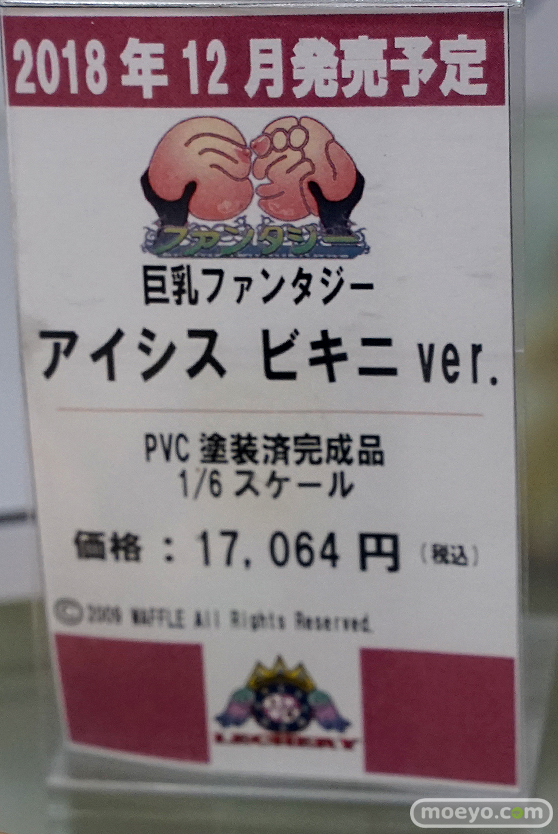 2018年12月発売予定
巨乳
ファンタジー
巨乳ファンタジー
アイシス ビキニ ver.
PVC 塗装済完成品
1/6 スケール
価格 : 17,064 円 (税込)
©2009 WAFFLE All Rights Reserved.
LECHERY
moeyo.com